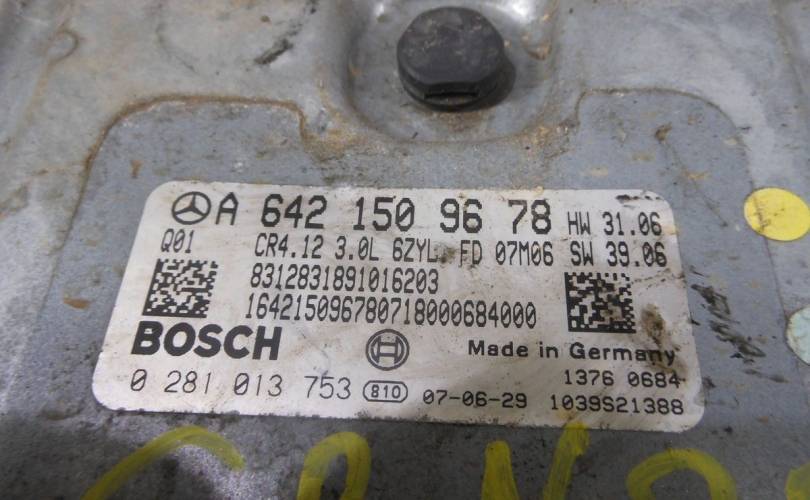 A 642 150 96 78 HW 31.06
Q01 CR4.12 3.0L 6ZYL. FD 07M06 SW 39.06
8312831891016203
164215096780718000684000
BOSCH Made in Germany
1376 0684
0 281 013 753 810 07-06-29 1039S21388